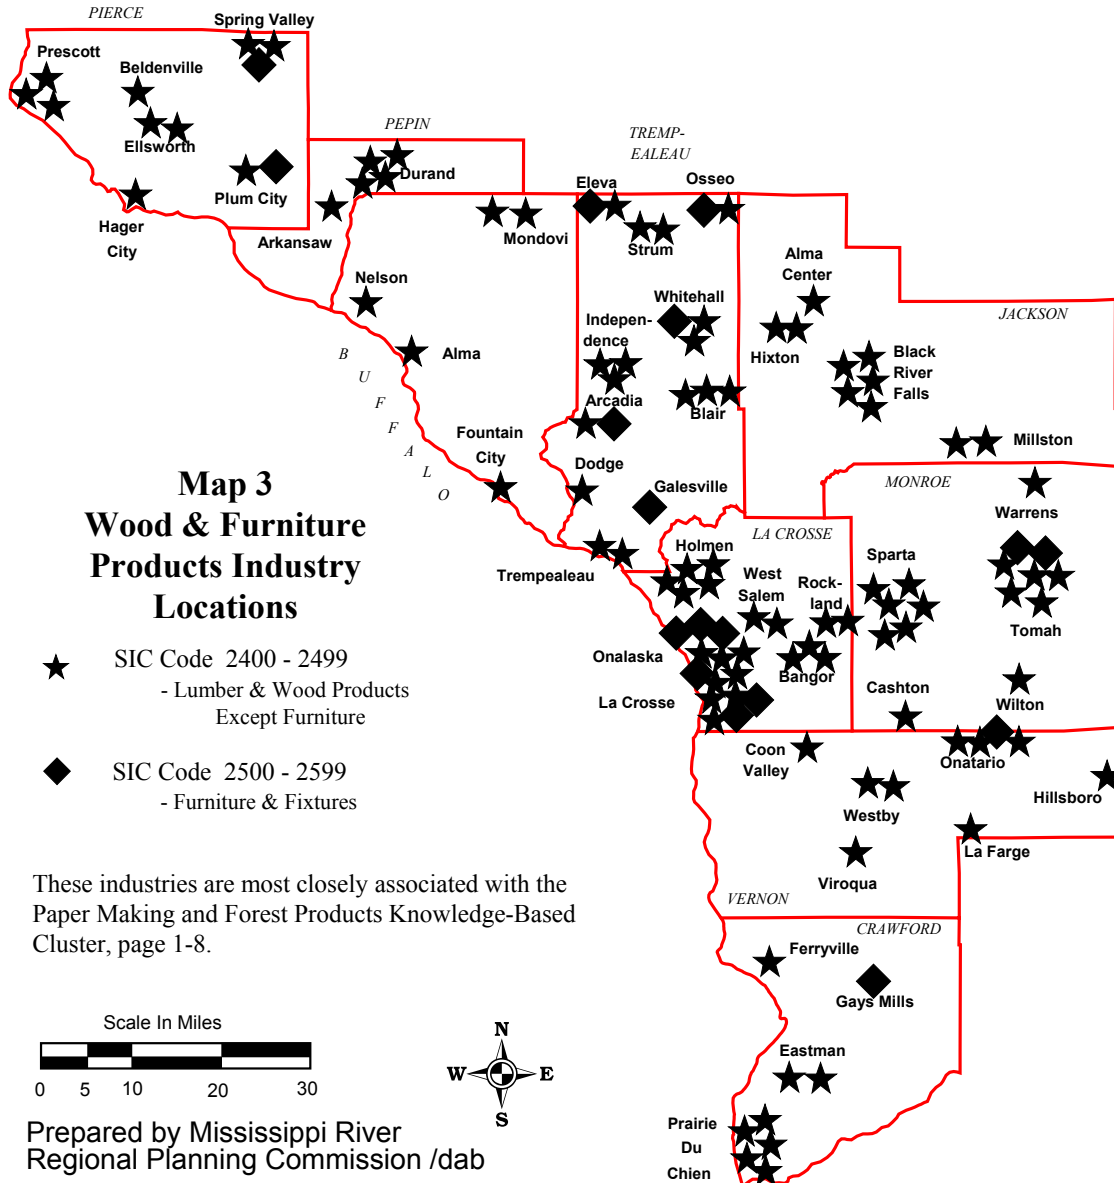 PIERCE
Spring Valley
Prescott
Beldenville
Ellsworth
Plum City
Hager
City
PEPIN
Durand
Arkansaw
TREMP-
EALEAU
Eleva
Osseo
Mondovi
Strum
Nelson
Alma
B
U
F
F
A
L
O
Whitehall
Indepen-
dence
Arcadia
Blair
Alma
Center
Hixton
JACKSON
Black
River
Falls
Millston
Fountain
City
Dodge
Galesville
Trempealeau
MONROE
Warrens
LA CROSSE
Holmen
West
Salem
Rock-
land
Sparta
Tomah
Onalaska
Bangor
La Crosse
Cashton
Wilton
Coon
Valley
Onatario
Hillsboro
Westby
La Farge
Viroqua
VERNON
CRAWFORD
Ferryville
Gays Mills
Eastman
Prairie
Du
Chien
Map 3
Wood & Furniture
Products Industry
Locations
SIC Code 2400 - 2499
- Lumber & Wood Products
Except Furniture
SIC Code 2500 - 2599
- Furniture & Fixtures
These industries are most closely associated with the
Paper Making and Forest Products Knowledge-Based
Cluster, page 1-8.
Scale In Miles
0 5 10 20 30
N
W E
S
Prepared by Mississippi River
Regional Planning Commission /dab